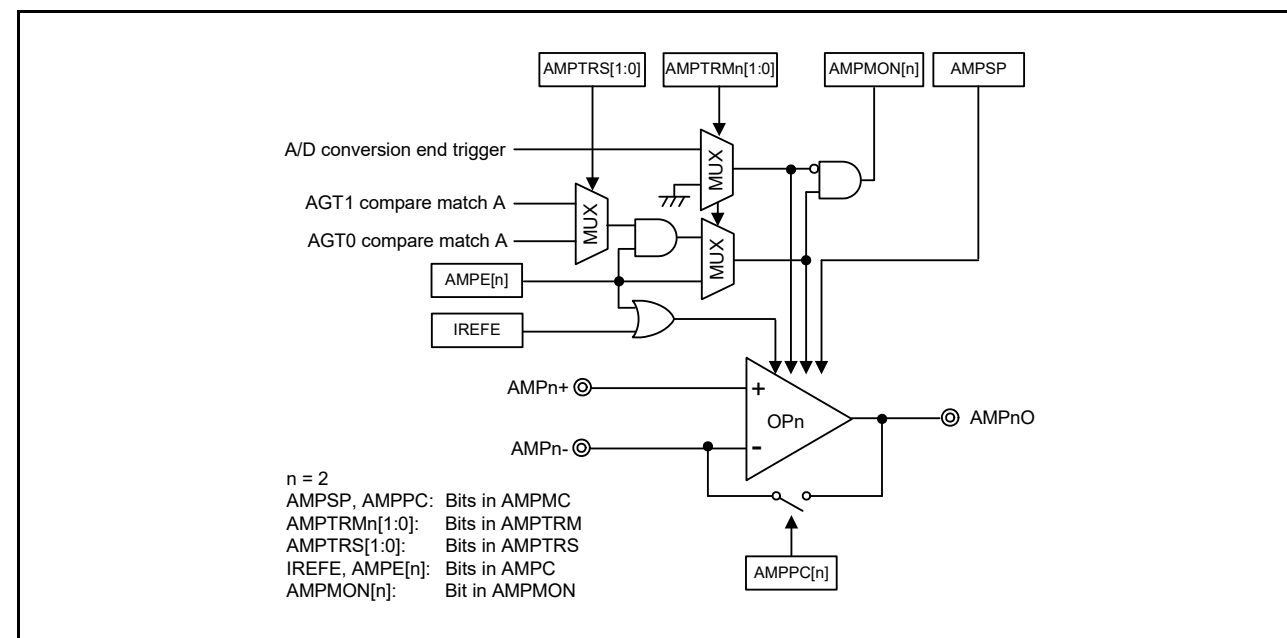 AMPTRS[1:0] AMPTRMn[1:0] AMPMON[n] AMPSP
A/D conversion end trigger
MUX
AGT1 compare match A
MUX
AGT0 compare match A
MUX
AMPE[n]
IREFE
AMPn+
+
OPn
AMPnO
AMPn-
-
n = 2
AMPSP, AMPPC: Bits in AMPMC
AMPTRMn[1:0]: Bits in AMPTRM
AMPTRS[1:0]: Bits in AMPTRS
IREFE, AMPE[n]: Bits in AMPC
AMPMON[n]: Bit in AMPMON
AMPPC[n]